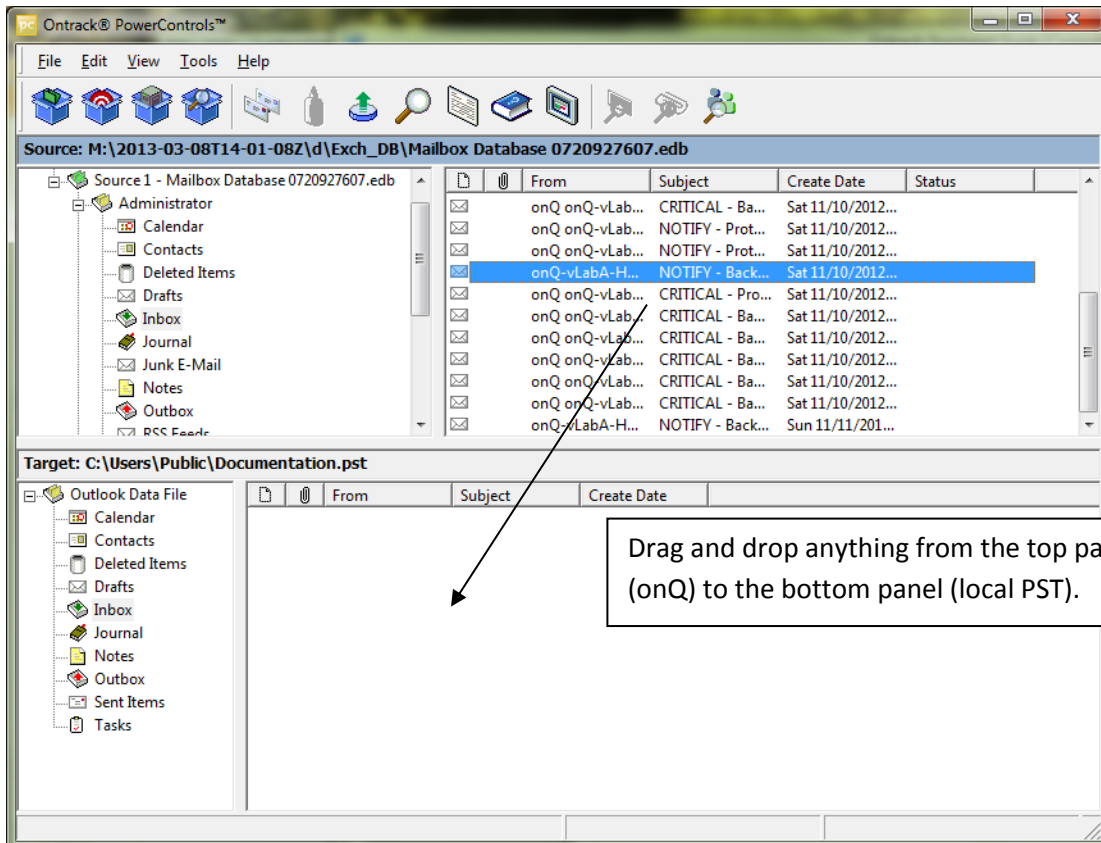 pc Ontrack® PowerControls™
File Edit View Tools Help
Source: M:\2013-03-08T14-01-08Z\d\Exch_DB\Mailbox Database 0720927607.edb
Source 1 - Mailbox Database 0720927607.edb
Administrator
Calendar
Contacts
Deleted Items
Drafts
Inbox
Journal
Junk E-Mail
Notes
Outbox
RSS Feeds
From Subject Create Date Status
onQ onQ-vLab... CRITICAL - Ba... Sat 11/10/2012...
onQ onQ-vLab... NOTIFY - Prot... Sat 11/10/2012...
onQ onQ-vLab... NOTIFY - Prot... Sat 11/10/2012...
onQ-vLabA-H... NOTIFY - Back... Sat 11/10/2012...
onQ onQ-vLab... CRITICAL - Pro... Sat 11/10/2012...
onQ onQ-vLab... CRITICAL - Ba... Sat 11/10/2012...
onQ onQ-vLab... CRITICAL - Ba... Sat 11/10/2012...
onQ onQ-vLab... CRITICAL - Ba... Sat 11/10/2012...
onQ onQ-vLab... CRITICAL - Ba... Sat 11/10/2012...
onQ onQ-vLab... CRITICAL - Ba... Sat 11/10/2012...
onQ-vLabA-H... NOTIFY - Back... Sun 11/11/201...
Target: C:\Users\Public\Documentation.pst
Outlook Data File
Calendar
Contacts
Deleted Items
Drafts
Inbox
Journal
Notes
Outbox
Sent Items
Tasks
From Subject Create Date
Drag and drop anything from the top pa
(onQ) to the bottom panel (local PST).